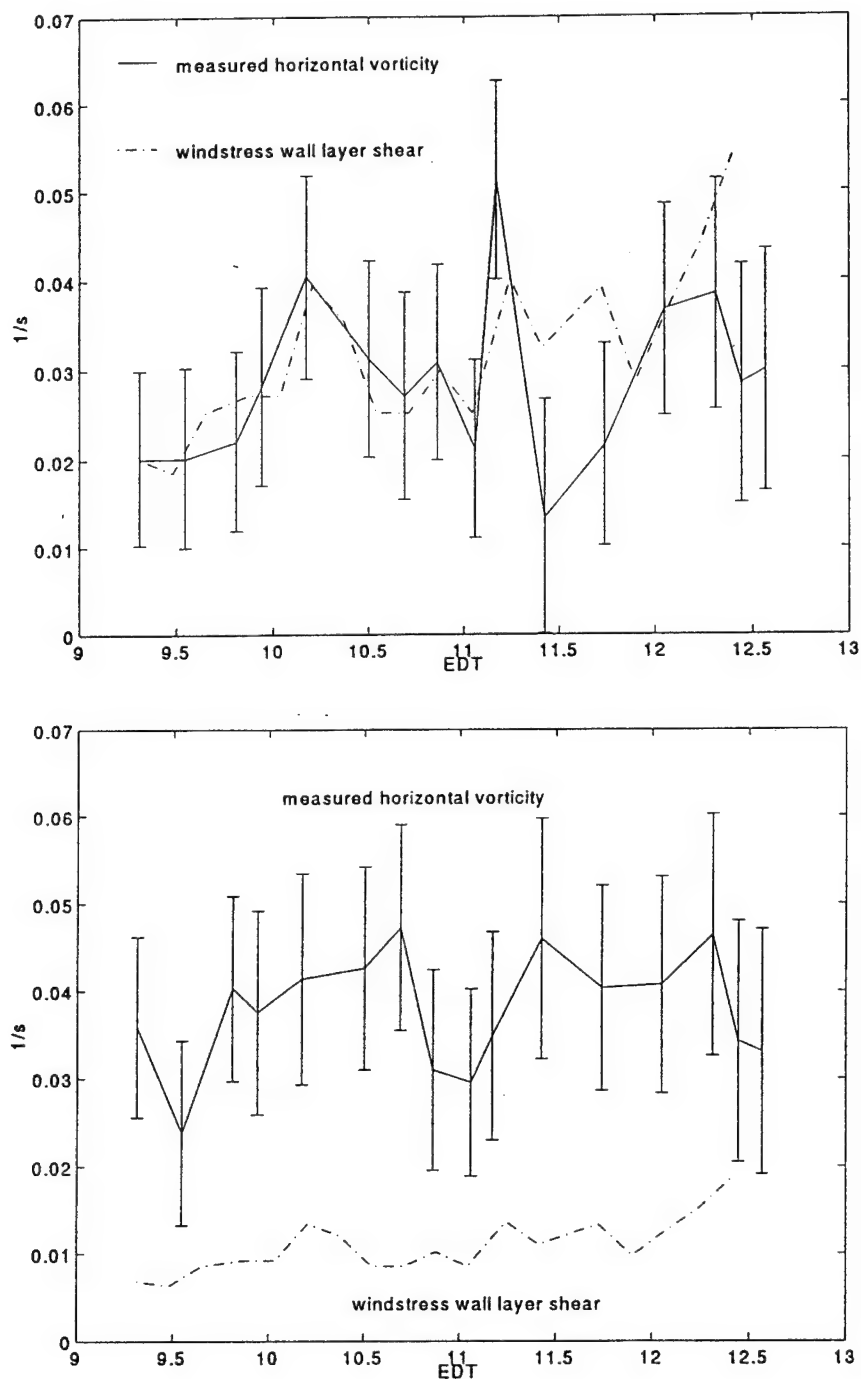 0.07
measured horizontal vorticity
0.06
windstress wall layer shear
0.05
0.04
1/s
0.03
0.02
0.01
0
9 9.5 10 10.5 11 11.5 12 12.5 13
EDT
0.07
measured horizontal vorticity
0.06
0.05
0.04
1/s
0.03
0.02
0.01
windstress wall layer shear
0
9 9.5 10 10.5 11 11.5 12 12.5 13
EDT